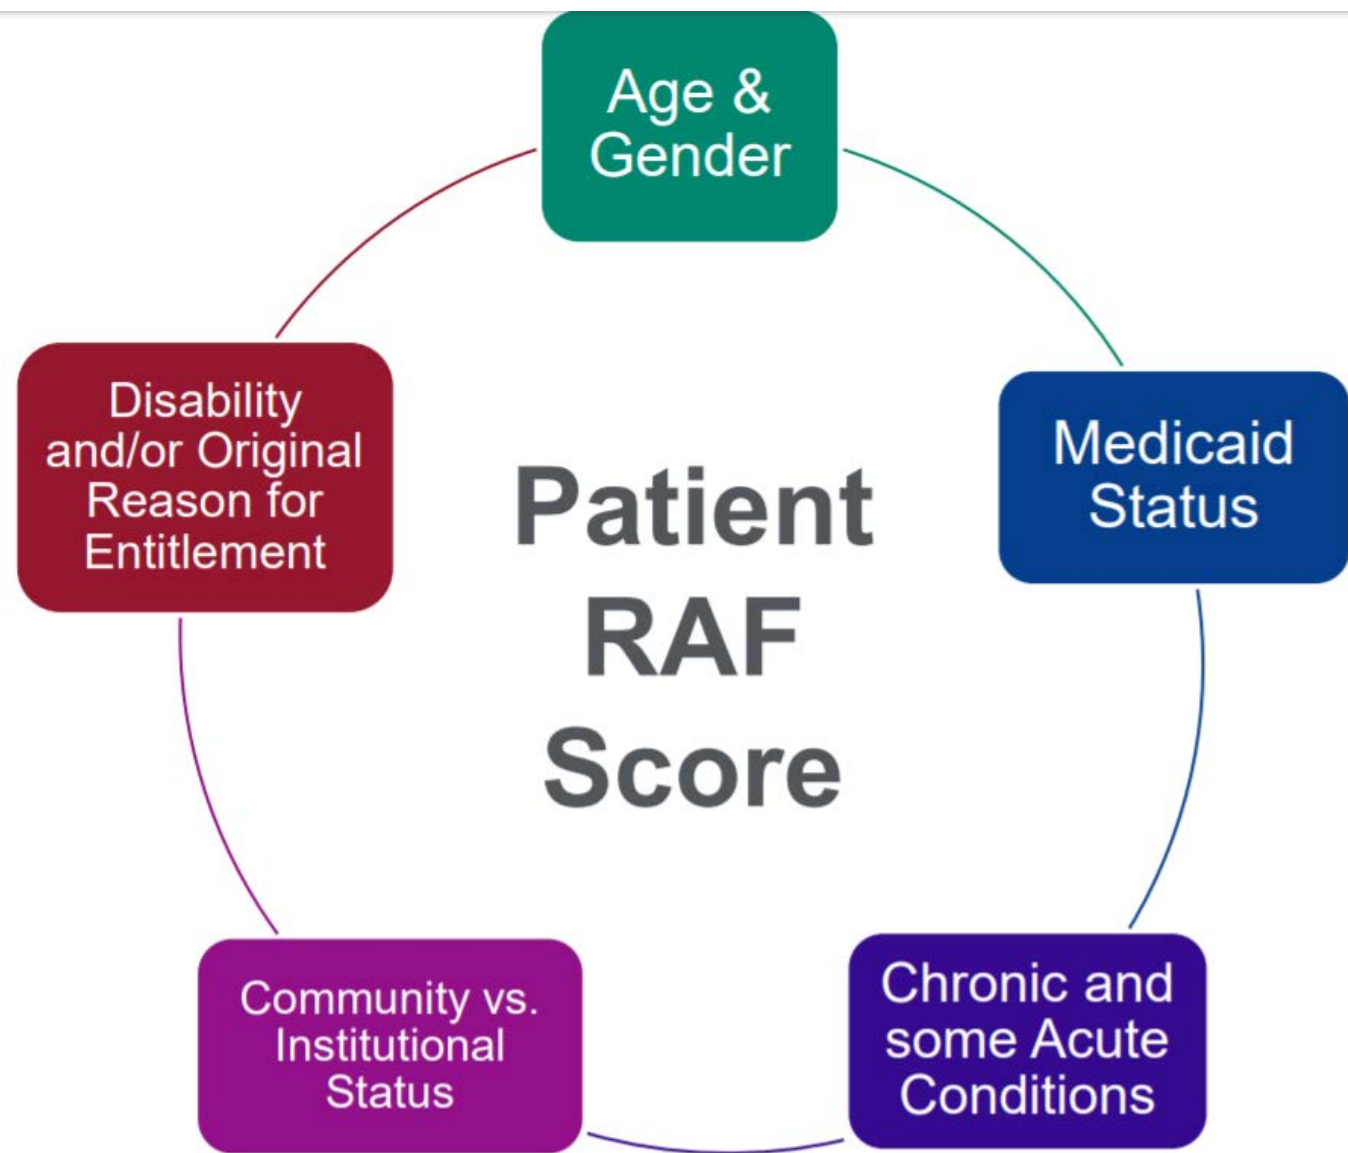 Age &
Gender
Disability
and/or Original
Reason for
Entitlement
Medicaid
Status
Patient
RAF
Score
Community vs.
Institutional
Status
Chronic and
some Acute
Conditions